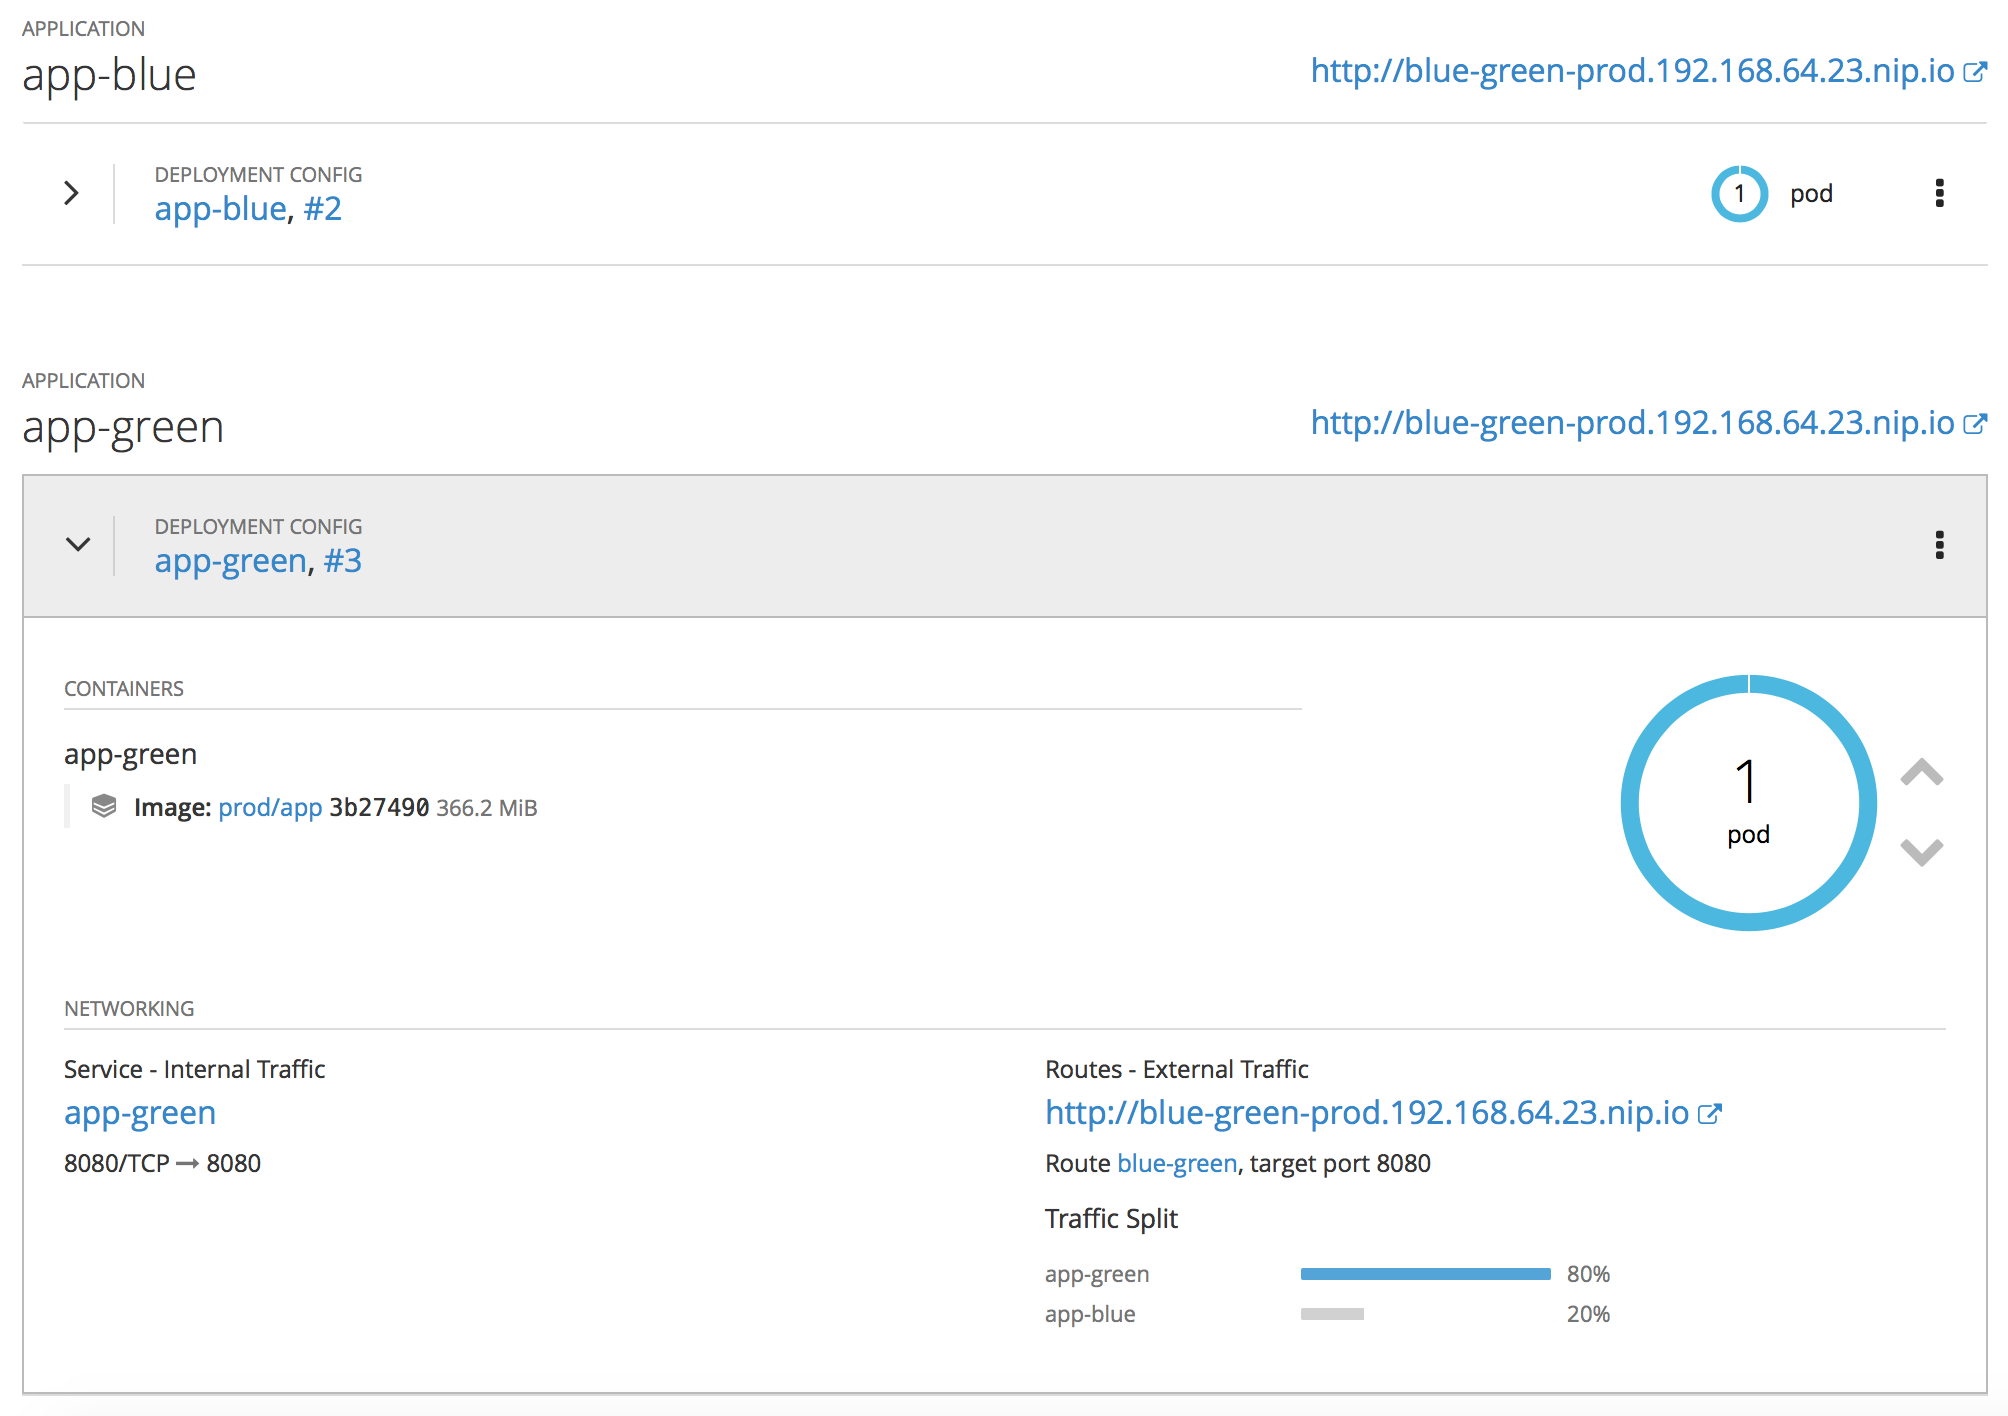 APPLICATION
app-blue
http://blue-green-prod.192.168.64.23.nip.io
DEPLOYMENT CONFIG
app-blue, #2
1 pod
APPLICATION
app-green
http://blue-green-prod.192.168.64.23.nip.io
DEPLOYMENT CONFIG
app-green, #3
CONTAINERS
app-green
Image: prod/app 3b27490 366.2 MiB
1
pod
NETWORKING
Service - Internal Traffic
app-green
8080/TCP → 8080
Routes - External Traffic
http://blue-green-prod.192.168.64.23.nip.io
Route blue-green, target port 8080
Traffic Split
app-green 80%
app-blue 20%